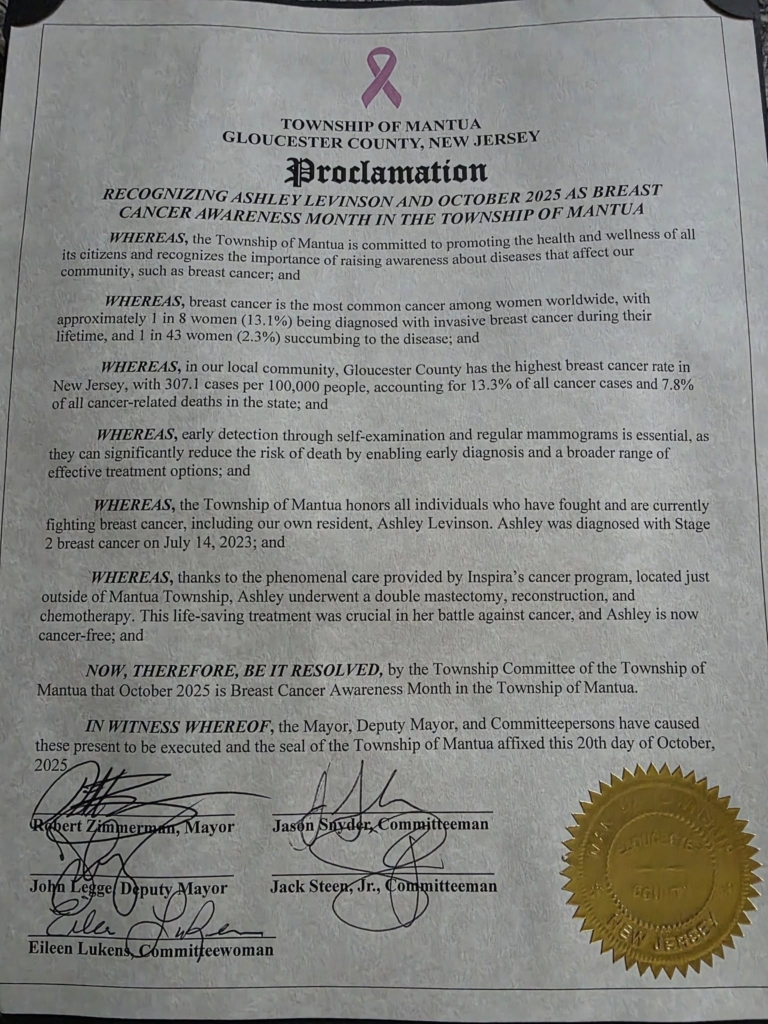 TOWNSHIP OF MANTUA
GLOUCESTER COUNTY, NEW JERSEY
Proclamation
RECOGNIZING ASHLEY LEVINSON AND OCTOBER 2025 AS BREAST
CANCER AWARENESS MONTH IN THE TOWNSHIP OF MANTUA
WHEREAS, the Township of Mantua is committed to promoting the health and wellness of all
its citizens and recognizes the importance of raising awareness about diseases that affect our
community, such as breast cancer; and
WHEREAS, breast cancer is the most common cancer among women worldwide, with
approximately 1 in 8 women (13.1%) being diagnosed with invasive breast cancer during their
lifetime, and 1 in 43 women (2.3%) succumbing to the disease; and
WHEREAS, in our local community, Gloucester County has the highest breast cancer rate in
New Jersey, with 307.1 cases per 100,000 people, accounting for 13.3% of all cancer cases and 7.8%
of all cancer-related deaths in the state; and
WHEREAS, early detection through self-examination and regular mammograms is essential, as
they can significantly reduce the risk of death by enabling early diagnosis and a broader range of
effective treatment options; and
WHEREAS, the Township of Mantua honors all individuals who have fought and are currently
fighting breast cancer, including our own resident, Ashley Levinson. Ashley was diagnosed with Stage
2 breast cancer on July 14, 2023; and
WHEREAS, thanks to the phenomenal care provided by Inspira's cancer program, located just
outside of Mantua Township, Ashley underwent a double mastectomy, reconstruction, and
chemotherapy. This life-saving treatment was crucial in her battle against cancer, and Ashley is now
cancer-free; and
NOW, THEREFORE, BE IT RESOLVED, by the Township Committee of the Township of
Mantua that October 2025 is Breast Cancer Awareness Month in the Township of Mantua.
IN WITNESS WHEREOF, the Mayor, Deputy Mayor, and Committeepersons have caused
these present to be executed and the seal of the Township of Mantua affixed this 20th day of October,
2025
Robert Zimmerman, Mayor
Jason Snyder, Committeeman
John Legge, Deputy Mayor
Jack Steen, Jr., Committeeman
Eileen Lukens
Eileen Lukens, Committeewoman
NEW JERSEY